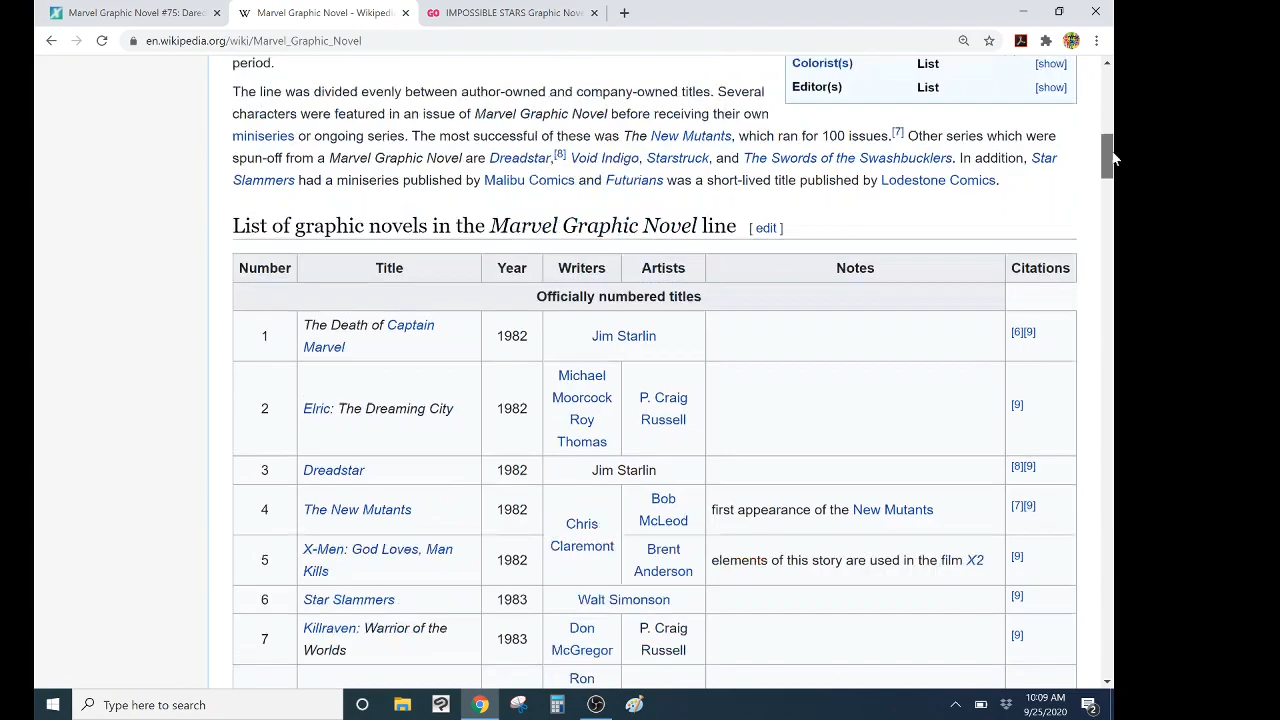 Marvel Graphic Novel #75: Dared
Marvel Graphic Novel - Wikipedi
IMPOSSIBLE STARS Graphic Nove
en.wikipedia.org/wiki/Marvel_Graphic_Novel
period.
Colorist(s) List [show]
Editor(s) List [show]
The line was divided evenly between author-owned and company-owned titles. Several
characters were featured in an issue of Marvel Graphic Novel before receiving their own
miniseries or ongoing series. The most successful of these was The New Mutants, which ran for 100 issues.[7] Other series which were
spun-off from a Marvel Graphic Novel are Dreadstar,[8] Void Indigo, Starstruck, and The Swords of the Swashbucklers. In addition, Star
Slammers had a miniseries published by Malibu Comics and Futurians was a short-lived title published by Lodestone Comics.
List of graphic novels in the Marvel Graphic Novel line [ edit ]
Number Title Year Writers Artists Notes Citations
Officially numbered titles
1 The Death of Captain
Marvel 1982 Jim Starlin [6][9]
2 Elric: The Dreaming City 1982 Michael
Moorcock
Roy
Thomas
P. Craig
Russell
[9]
3 Dreadstar 1982 Jim Starlin [8][9]
4 The New Mutants 1982
Chris
Claremont
Bob
McLeod
first appearance of the New Mutants [7][9]
5 X-Men: God Loves, Man
Kills 1982
Brent
Anderson
elements of this story are used in the film X2 [9]
6 Star Slammers 1983 Walt Simonson [9]
7 Killraven: Warrior of the
Worlds 1983
Don
McGregor
P. Craig
Russell
[9]
Ron
Type here to search
10:09 AM
9/25/2020
2